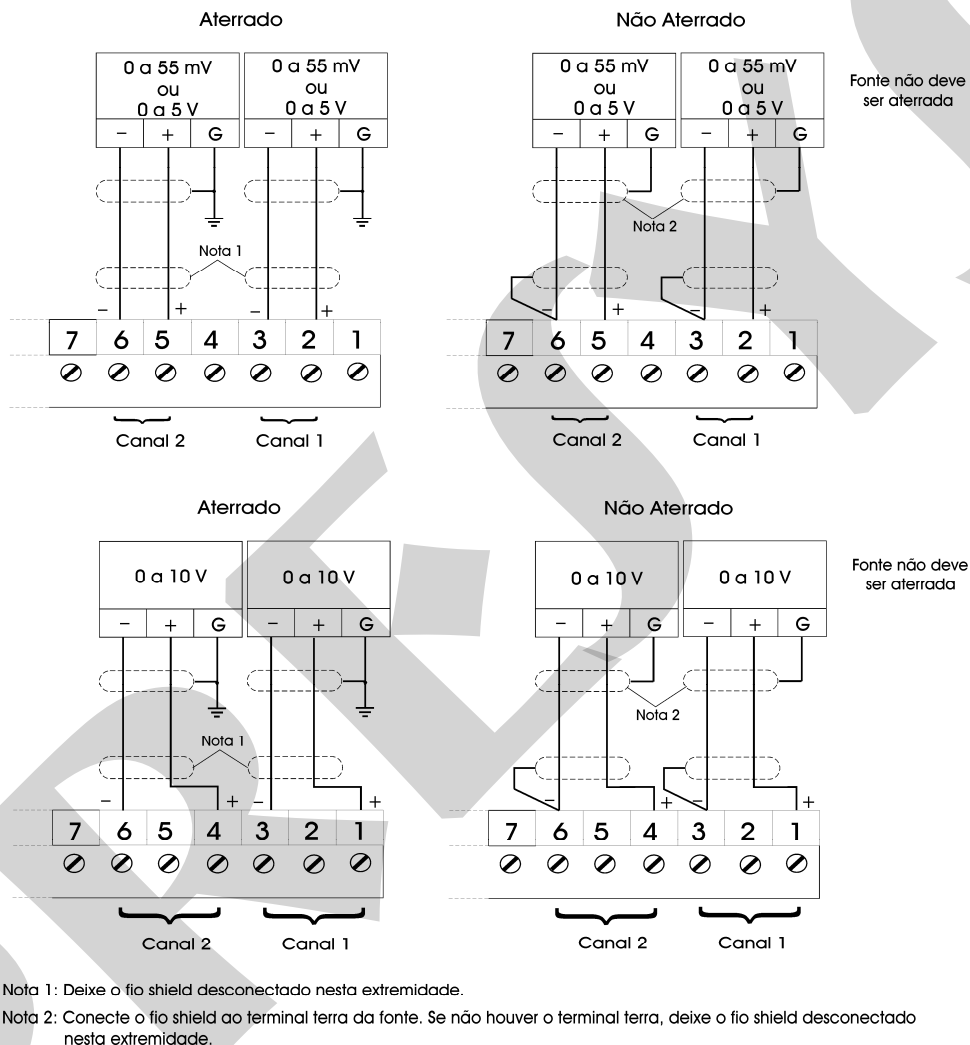 Aterrado
Não Aterrado
0 a 55 mV
ou
0 a 5 V
0 a 55 mV
ou
0 a 5 V
0 a 55 mV
ou
0 a 5 V
0 a 55 mV
ou
0 a 5 V
Fonte não deve
ser aterrada
− + G − + G
− + G − + G
Nota 2
Nota 1
− + − +
− + − +
7 6 5 4 3 2 1
7 6 5 4 3 2 1
Canal 2 Canal 1
Canal 2 Canal 1
Aterrado
Não Aterrado
0 a 10 V 0 a 10 V
0 a 10 V 0 a 10 V
Fonte não deve
ser aterrada
− + G − + G
− + G − + G
Nota 2
Nota 1
− + − +
− + − +
7 6 5 4 3 2 1
7 6 5 4 3 2 1
Canal 2 Canal 1
Canal 2 Canal 1
Nota 1: Deixe o fio shield desconectado nesta extremidade.
Nota 2: Conecte o fio shield ao terminal terra da fonte. Se não houver o terminal terra, deixe o fio shield desconectado
nesta extremidade.
PRESYS